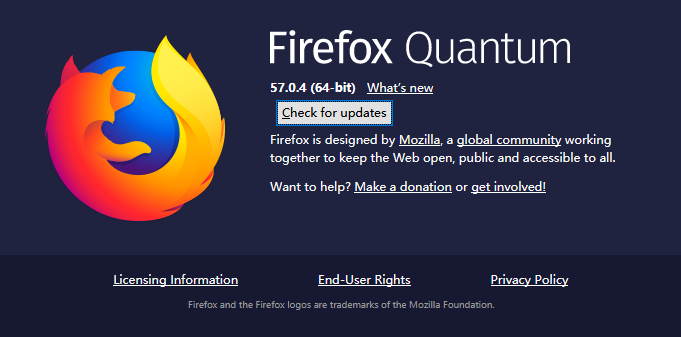 Firefox Quantum
57.0.4 (64-bit) What's new
Check for updates
Firefox is designed by Mozilla, a global community working
together to keep the Web open, public and accessible to all.
Want to help? Make a donation or get involved!
Licensing Information End-User Rights Privacy Policy
Firefox and the Firefox logos are trademarks of the Mozilla Foundation.